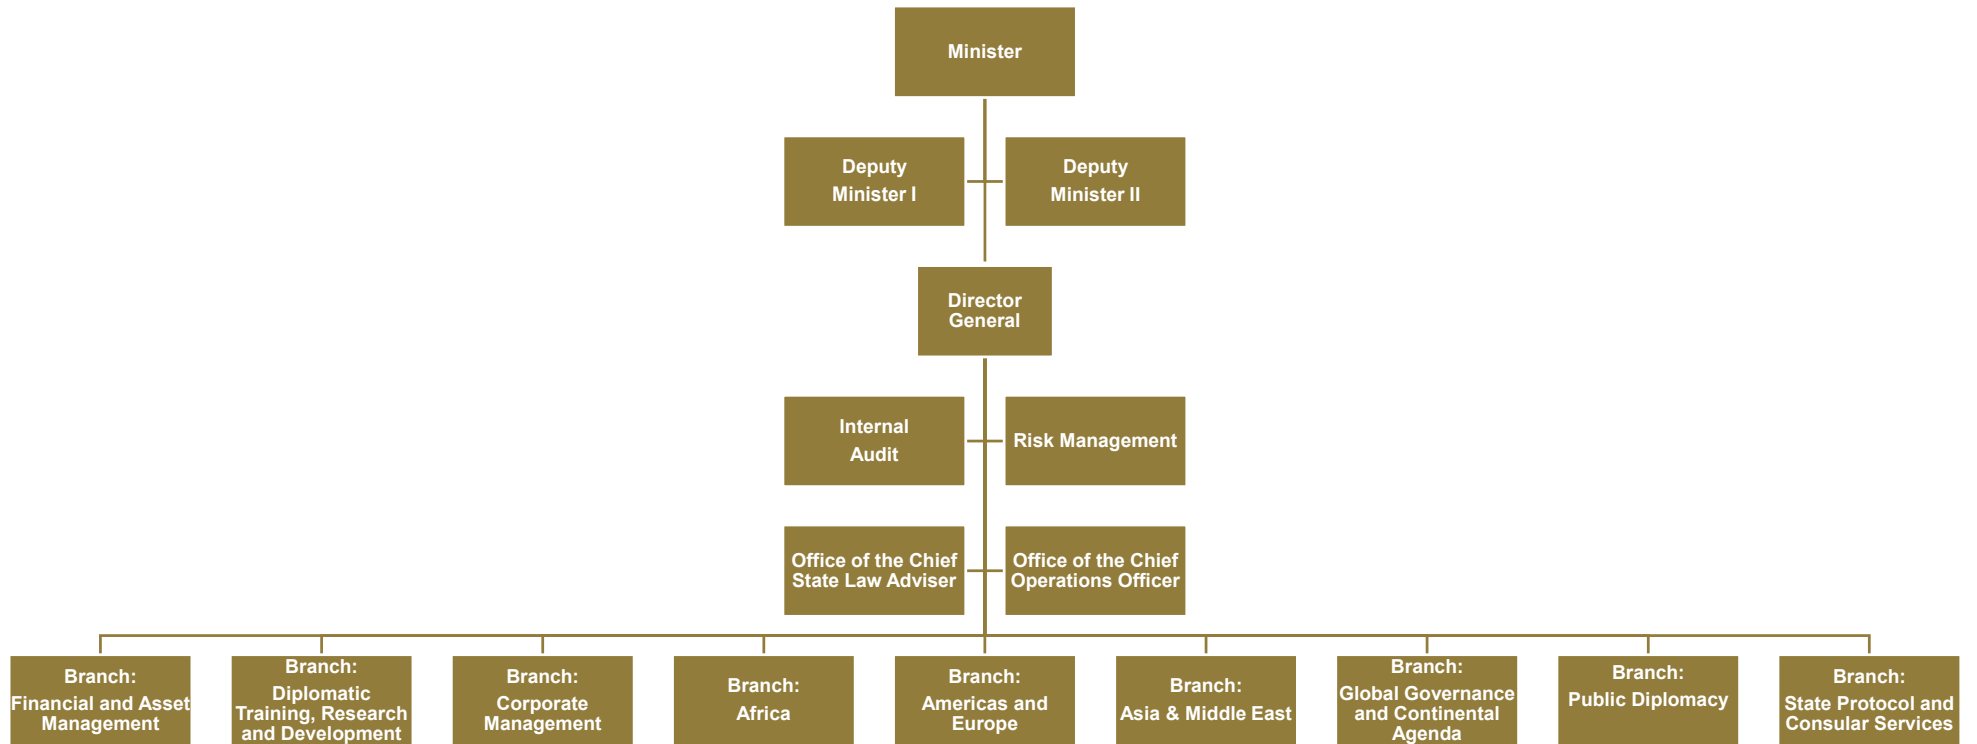 Minister
Deputy
Minister I
Deputy
Minister II
Director
General
Internal
Audit
Risk Management
Office of the Chief
State Law Adviser
Office of the Chief
Operations Officer
Branch:
Financial and Asset
Management
Branch:
Diplomatic
Training, Research
and Development
Branch:
Corporate
Management
Branch:
Africa
Branch:
Americas and
Europe
Branch:
Asia & Middle East
Branch:
Global Governance
and Continental
Agenda
Branch:
Public Diplomacy
Branch:
State Protocol and
Consular Services